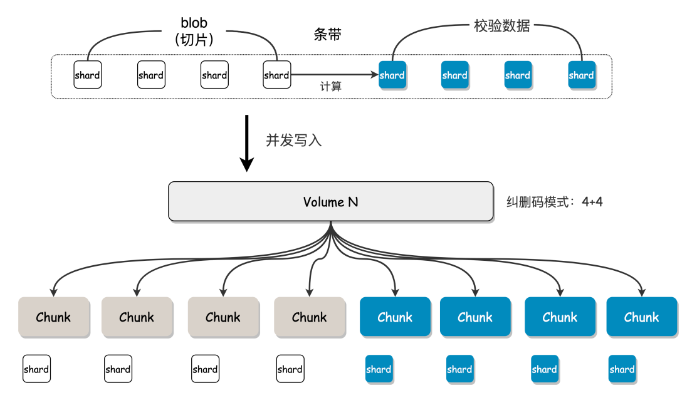 blob
(切片)
条带
校验数据
shard shard shard shard shard shard shard shard
计算
并发写入
Volume N
纠删码模式：4+4
Chunk Chunk Chunk Chunk Chunk Chunk Chunk Chunk
shard shard shard shard shard shard shard shard